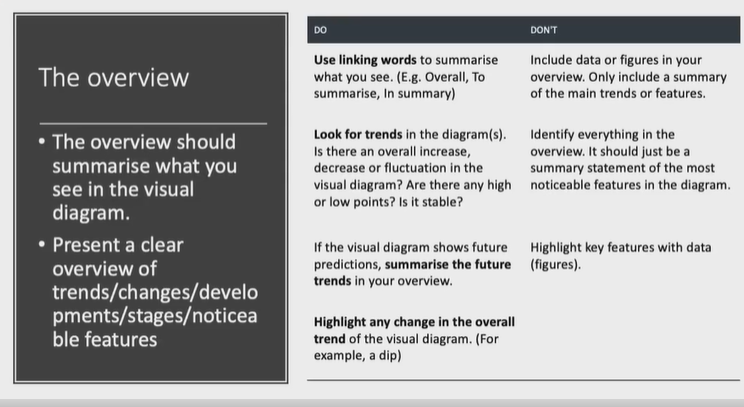 The overview
• The overview should
summarise what you
see in the visual
diagram.
• Present a clear
overview of
trends/changes/develo
pments/stages/noticea
ble features
DO
DON'T
Use linking words to summarise
what you see. (E.g. Overall, To
summarise, In summary)
Include data or figures in your
overview. Only include a summary
of the main trends or features.
Look for trends in the diagram(s).
Is there an overall increase,
decrease or fluctuation in the
visual diagram? Are there any high
or low points? Is it stable?
Identify everything in the
overview. It should just be a
summary statement of the most
noticeable features in the diagram.
If the visual diagram shows future
predictions, summarise the future
trends in your overview.
Highlight key features with data
(figures).
Highlight any change in the overall
trend of the visual diagram. (For
example, a dip)